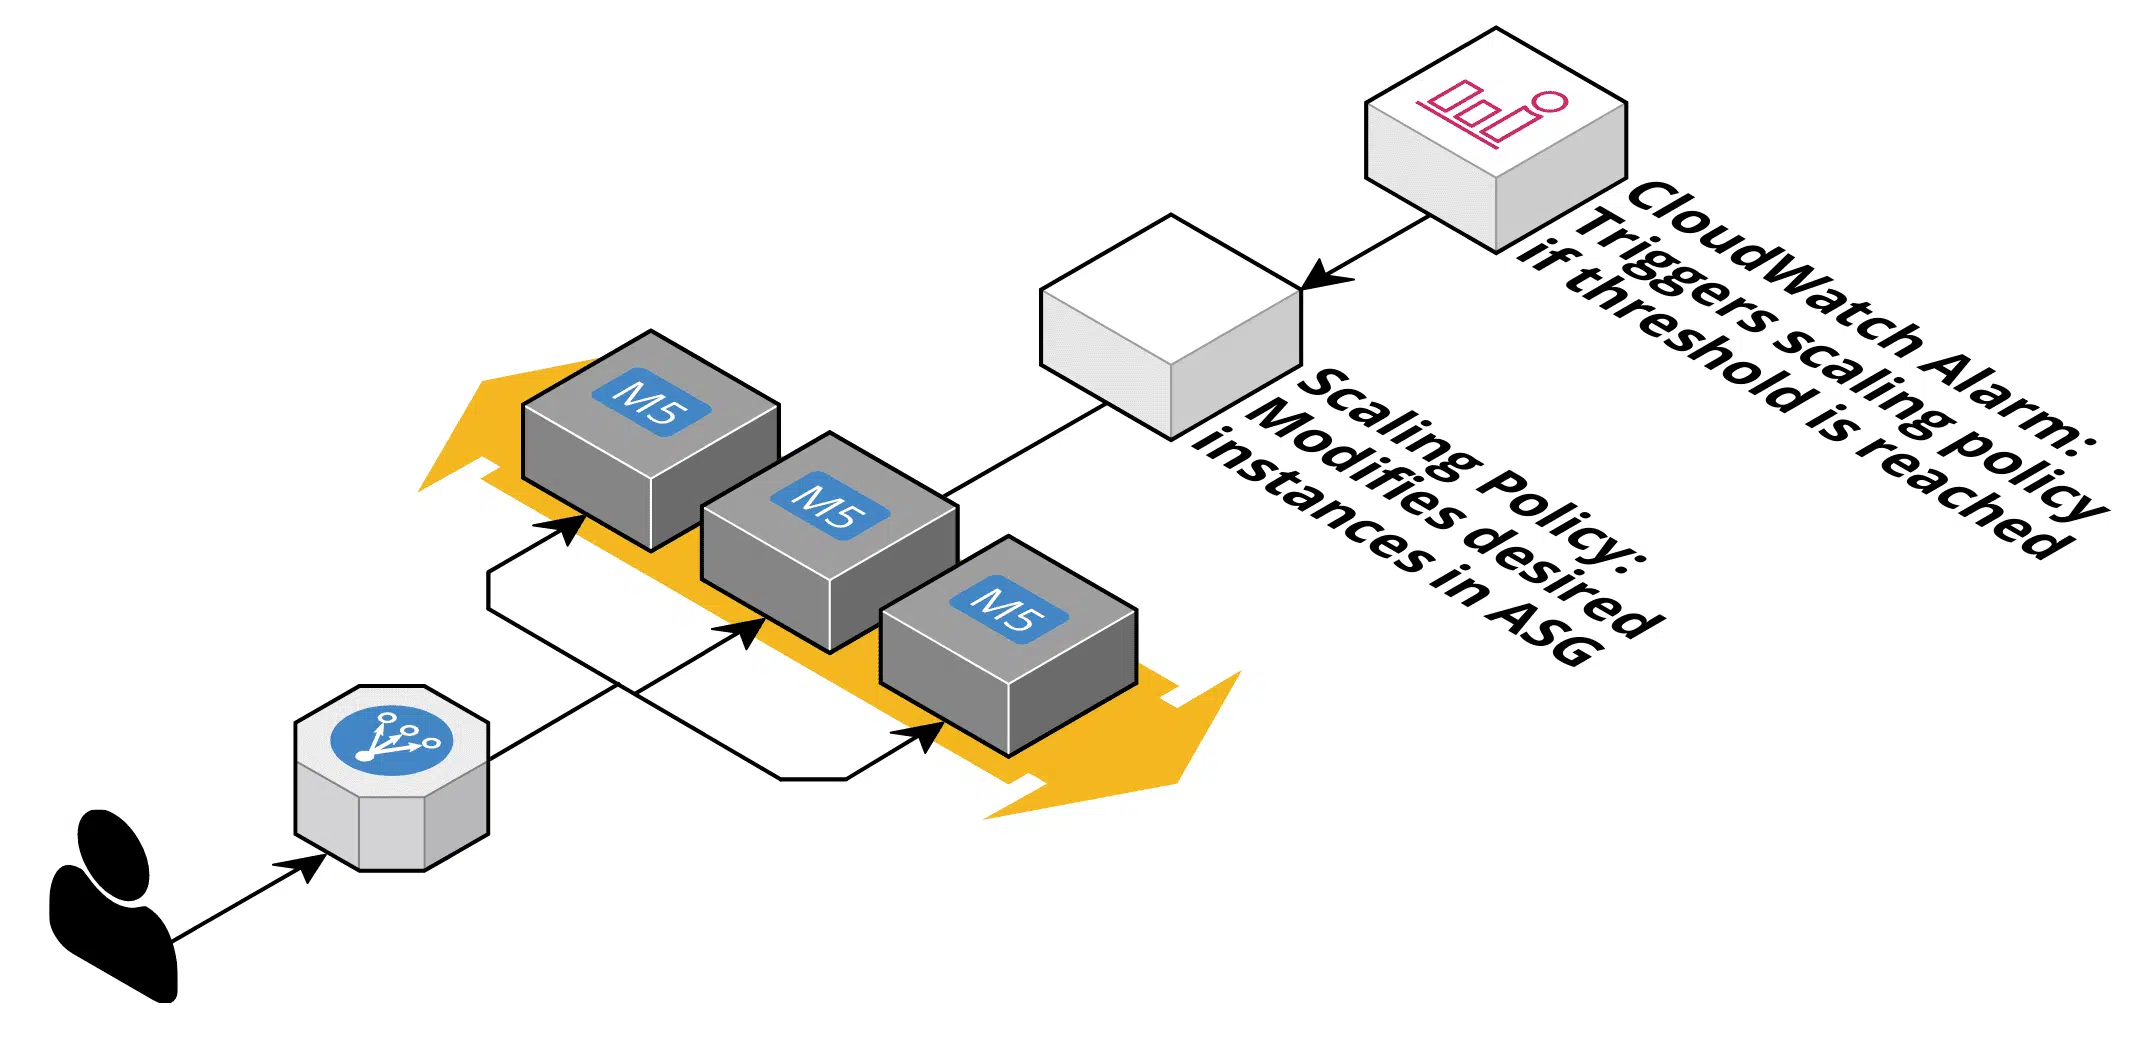 CloudWatch Alarm:
Triggers scaling policy
if threshold is reached
Scaling Policy:
Modifies desired
instances in ASG
M5
M5
M5